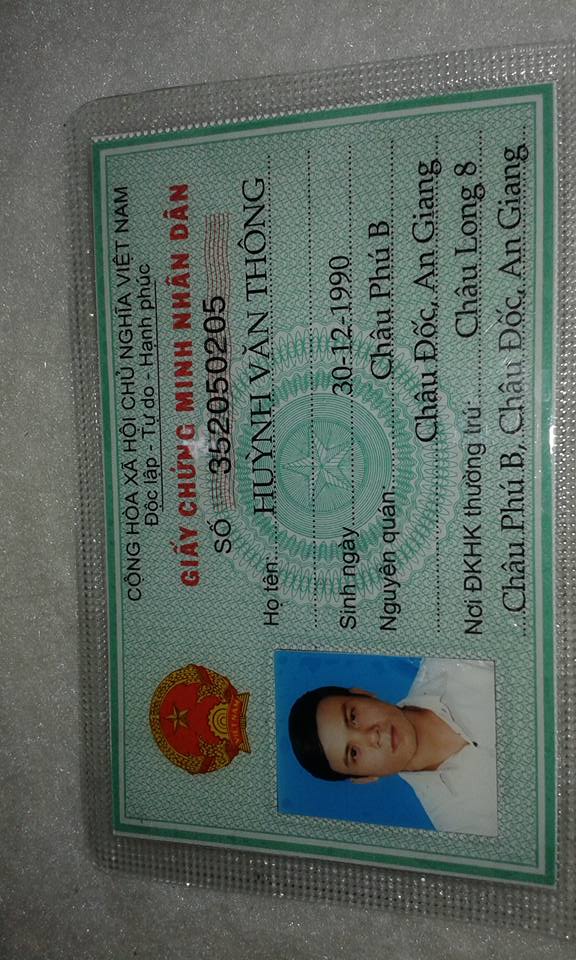 CỘNG HÒA XÃ HỘI CHỦ NGHĨA VIỆT NAM
Độc lập - Tự do - Hạnh phúc
GIẤY CHỨNG MINH NHÂN DÂN
SỐ 352050205
Họ tên: HUỲNH VĂN THÔNG
Sinh ngày 30-12-1990
Nguyên quán: Châu Phú B
Châu Đốc, An Giang
Nơi ĐKHK thường trú: Châu Long 8
Châu Phú B, Châu Đốc, An Giang
VIỆT NAM